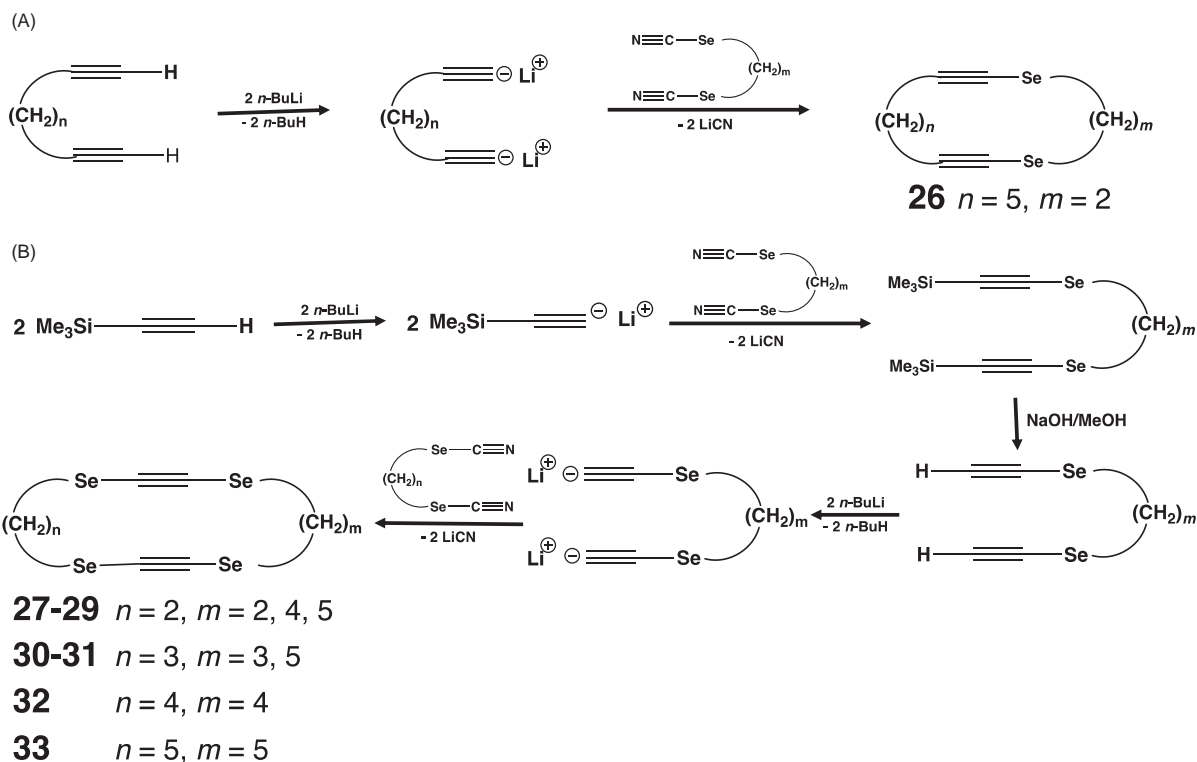 (A)
H
(CH₂)n
H
2 n-BuLi
- 2 n-BuH
⊖ Li⊕
(CH₂)n
⊖ Li⊕
N≡C—Se
(CH₂)m
N≡C—Se
- 2 LiCN
Se
(CH₂)n
(CH₂)m
Se
26 n = 5, m = 2
(B)
2 Me₃Si H
2 n-BuLi
- 2 n-BuH
2 Me₃Si ⊖ Li⊕
N≡C—Se
(CH₂)m
N≡C—Se
- 2 LiCN
Me₃Si Se
(CH₂)m
Me₃Si Se
NaOH/MeOH
H Se
(CH₂)m
H Se
2 n-BuLi
- 2 n-BuH
Li⊕ ⊖ Se
(CH₂)m
Li⊕ ⊖ Se
Se—C≡N
(CH₂)n
Se—C≡N
- 2 LiCN
Se Se
(CH₂)n
(CH₂)m
Se Se
27-29 n = 2, m = 2, 4, 5
30-31 n = 3, m = 3, 5
32 n = 4, m = 4
33 n = 5, m = 5